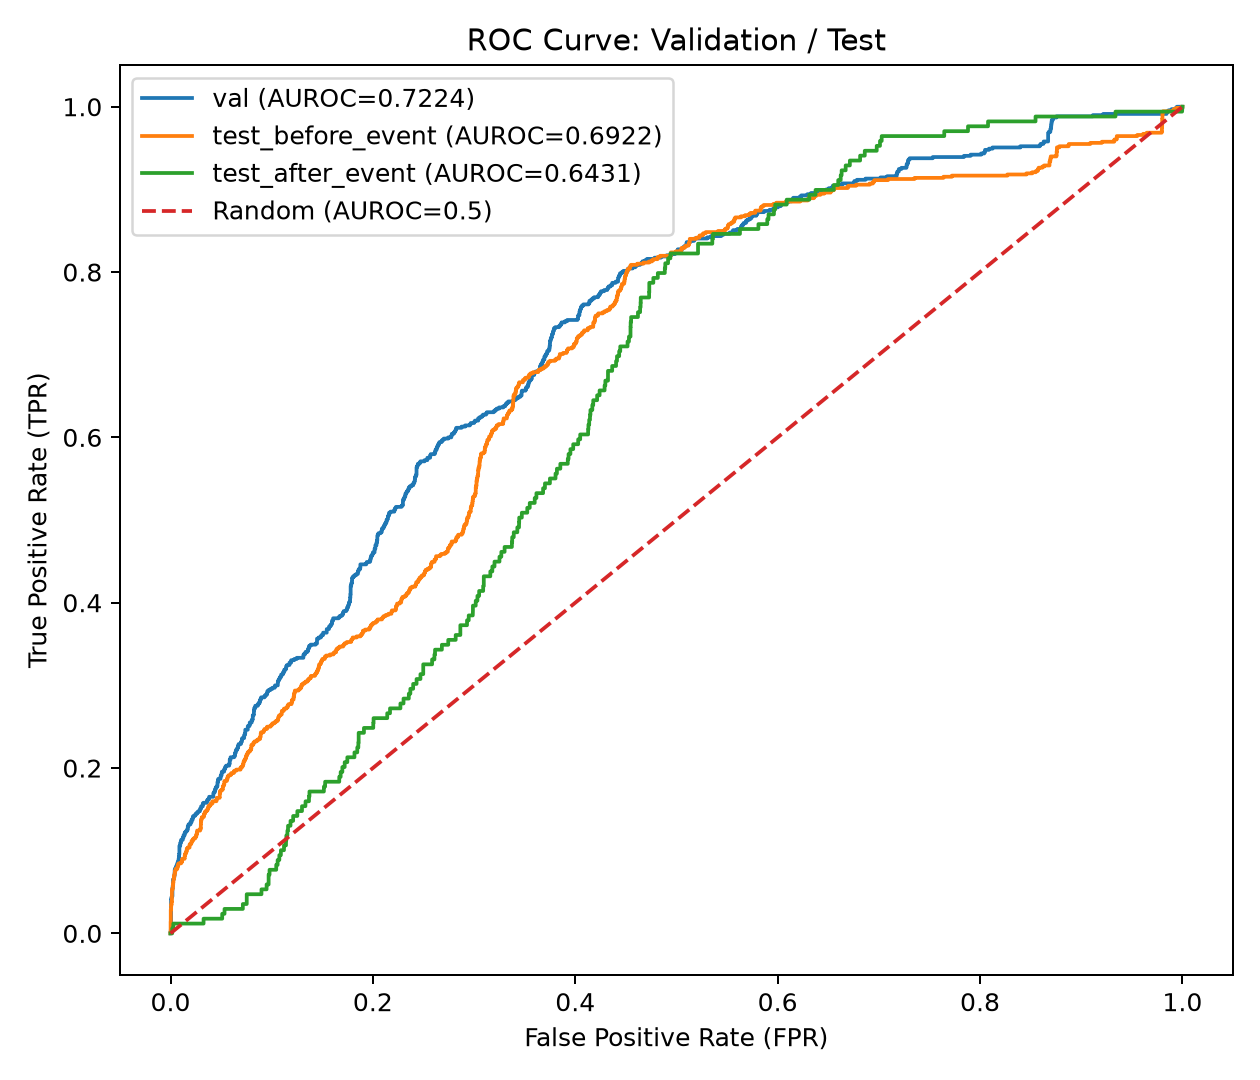 ROC Curve: Validation / Test
val (AUROC=0.7224)
test_before_event (AUROC=0.6922)
test_after_event (AUROC=0.6431)
Random (AUROC=0.5)
True Positive Rate (TPR)
1.0
0.8
0.6
0.4
0.2
0.0
0.0 0.2 0.4 0.6 0.8 1.0
False Positive Rate (FPR)